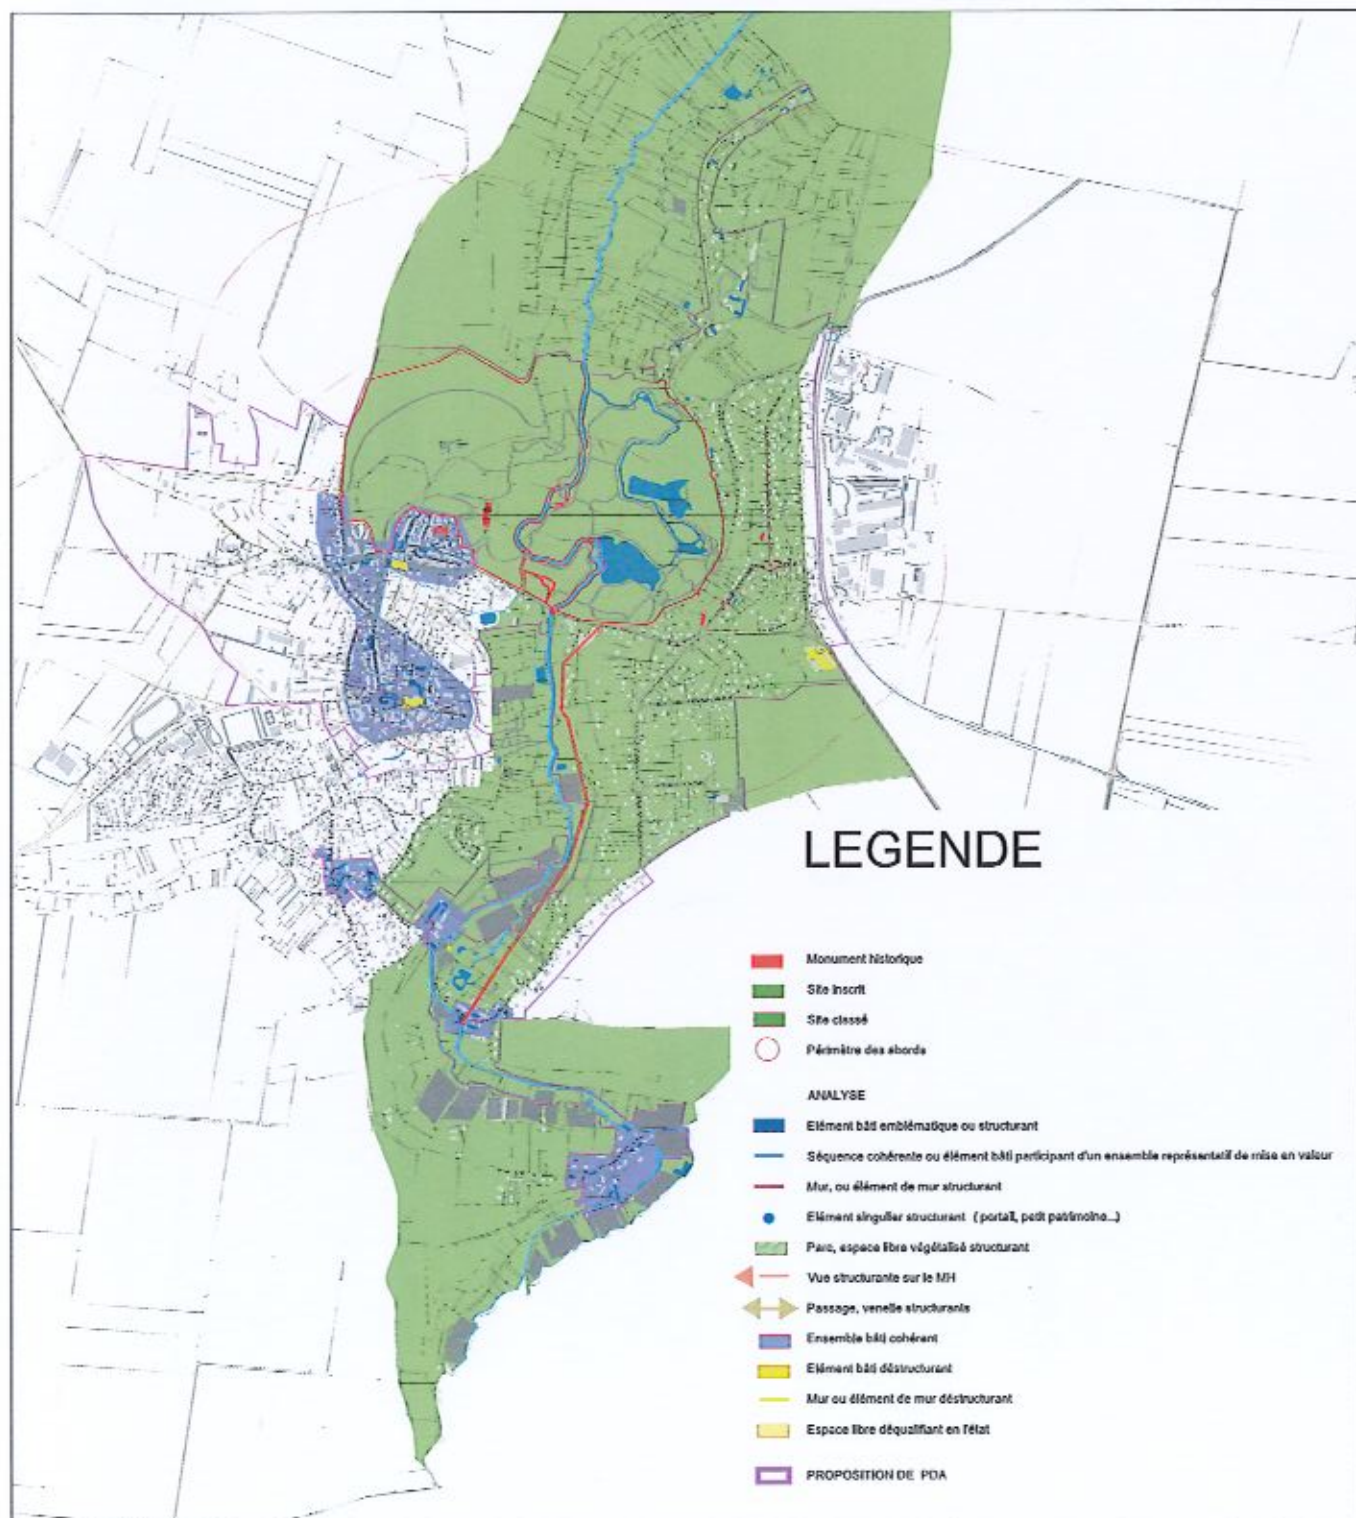 LEGENDE
Monument historique
Site inscrit
Site classé
Périmètre des abords
ANALYSE
Elément bâti emblématique ou structurant
Séquence cohérente ou élément bâti participant d'un ensemble représentatif de mise en valeur
Mur, ou élément de mur structurant
Elément singulier structurant ( portail, petit patrimoine...)
Parc, espace libre végétalisé structurant
Vue structurante sur le MH
Passage, venelle structurants
Ensemble bâti cohérent
Elément bâti déstructurant
Mur ou élément de mur déstructurant
Espace libre déqualifiant en l'état
PROPOSITION DE PDA